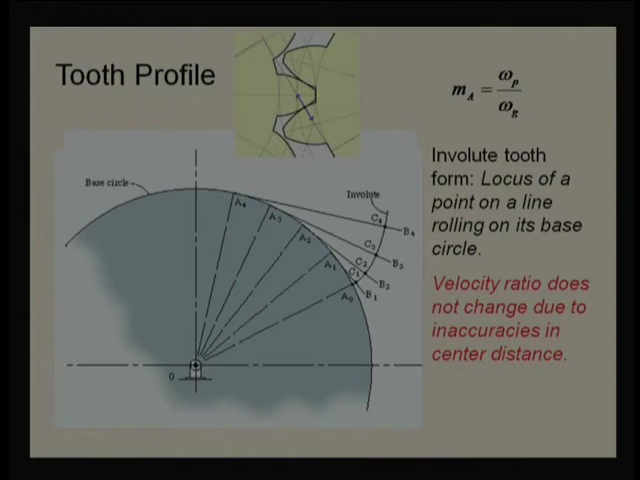 Tooth Profile
m_A = ω_p / ω_g
Involute tooth
form: Locus of a
point on a line
rolling on its base
circle.
Velocity ratio does
not change due to
inaccuracies in
center distance.
Base circle
Involute
A4
A3
A2
A1
A0
C4
C3
C2
C1
B4
B3
B2
B1
0